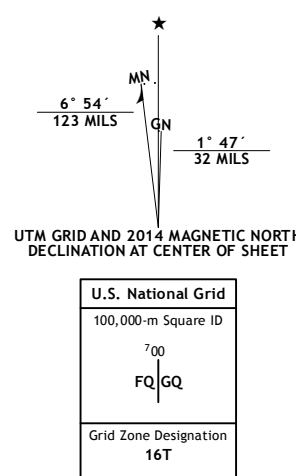 ★
MN
6° 54´
123 MILS
GN
1° 47´
32 MILS
UTM GRID AND 2014 MAGNETIC NORTH
DECLINATION AT CENTER OF SHEET
U.S. National Grid
100,000-m Square ID
700
FQ GQ
Grid Zone Designation
16T